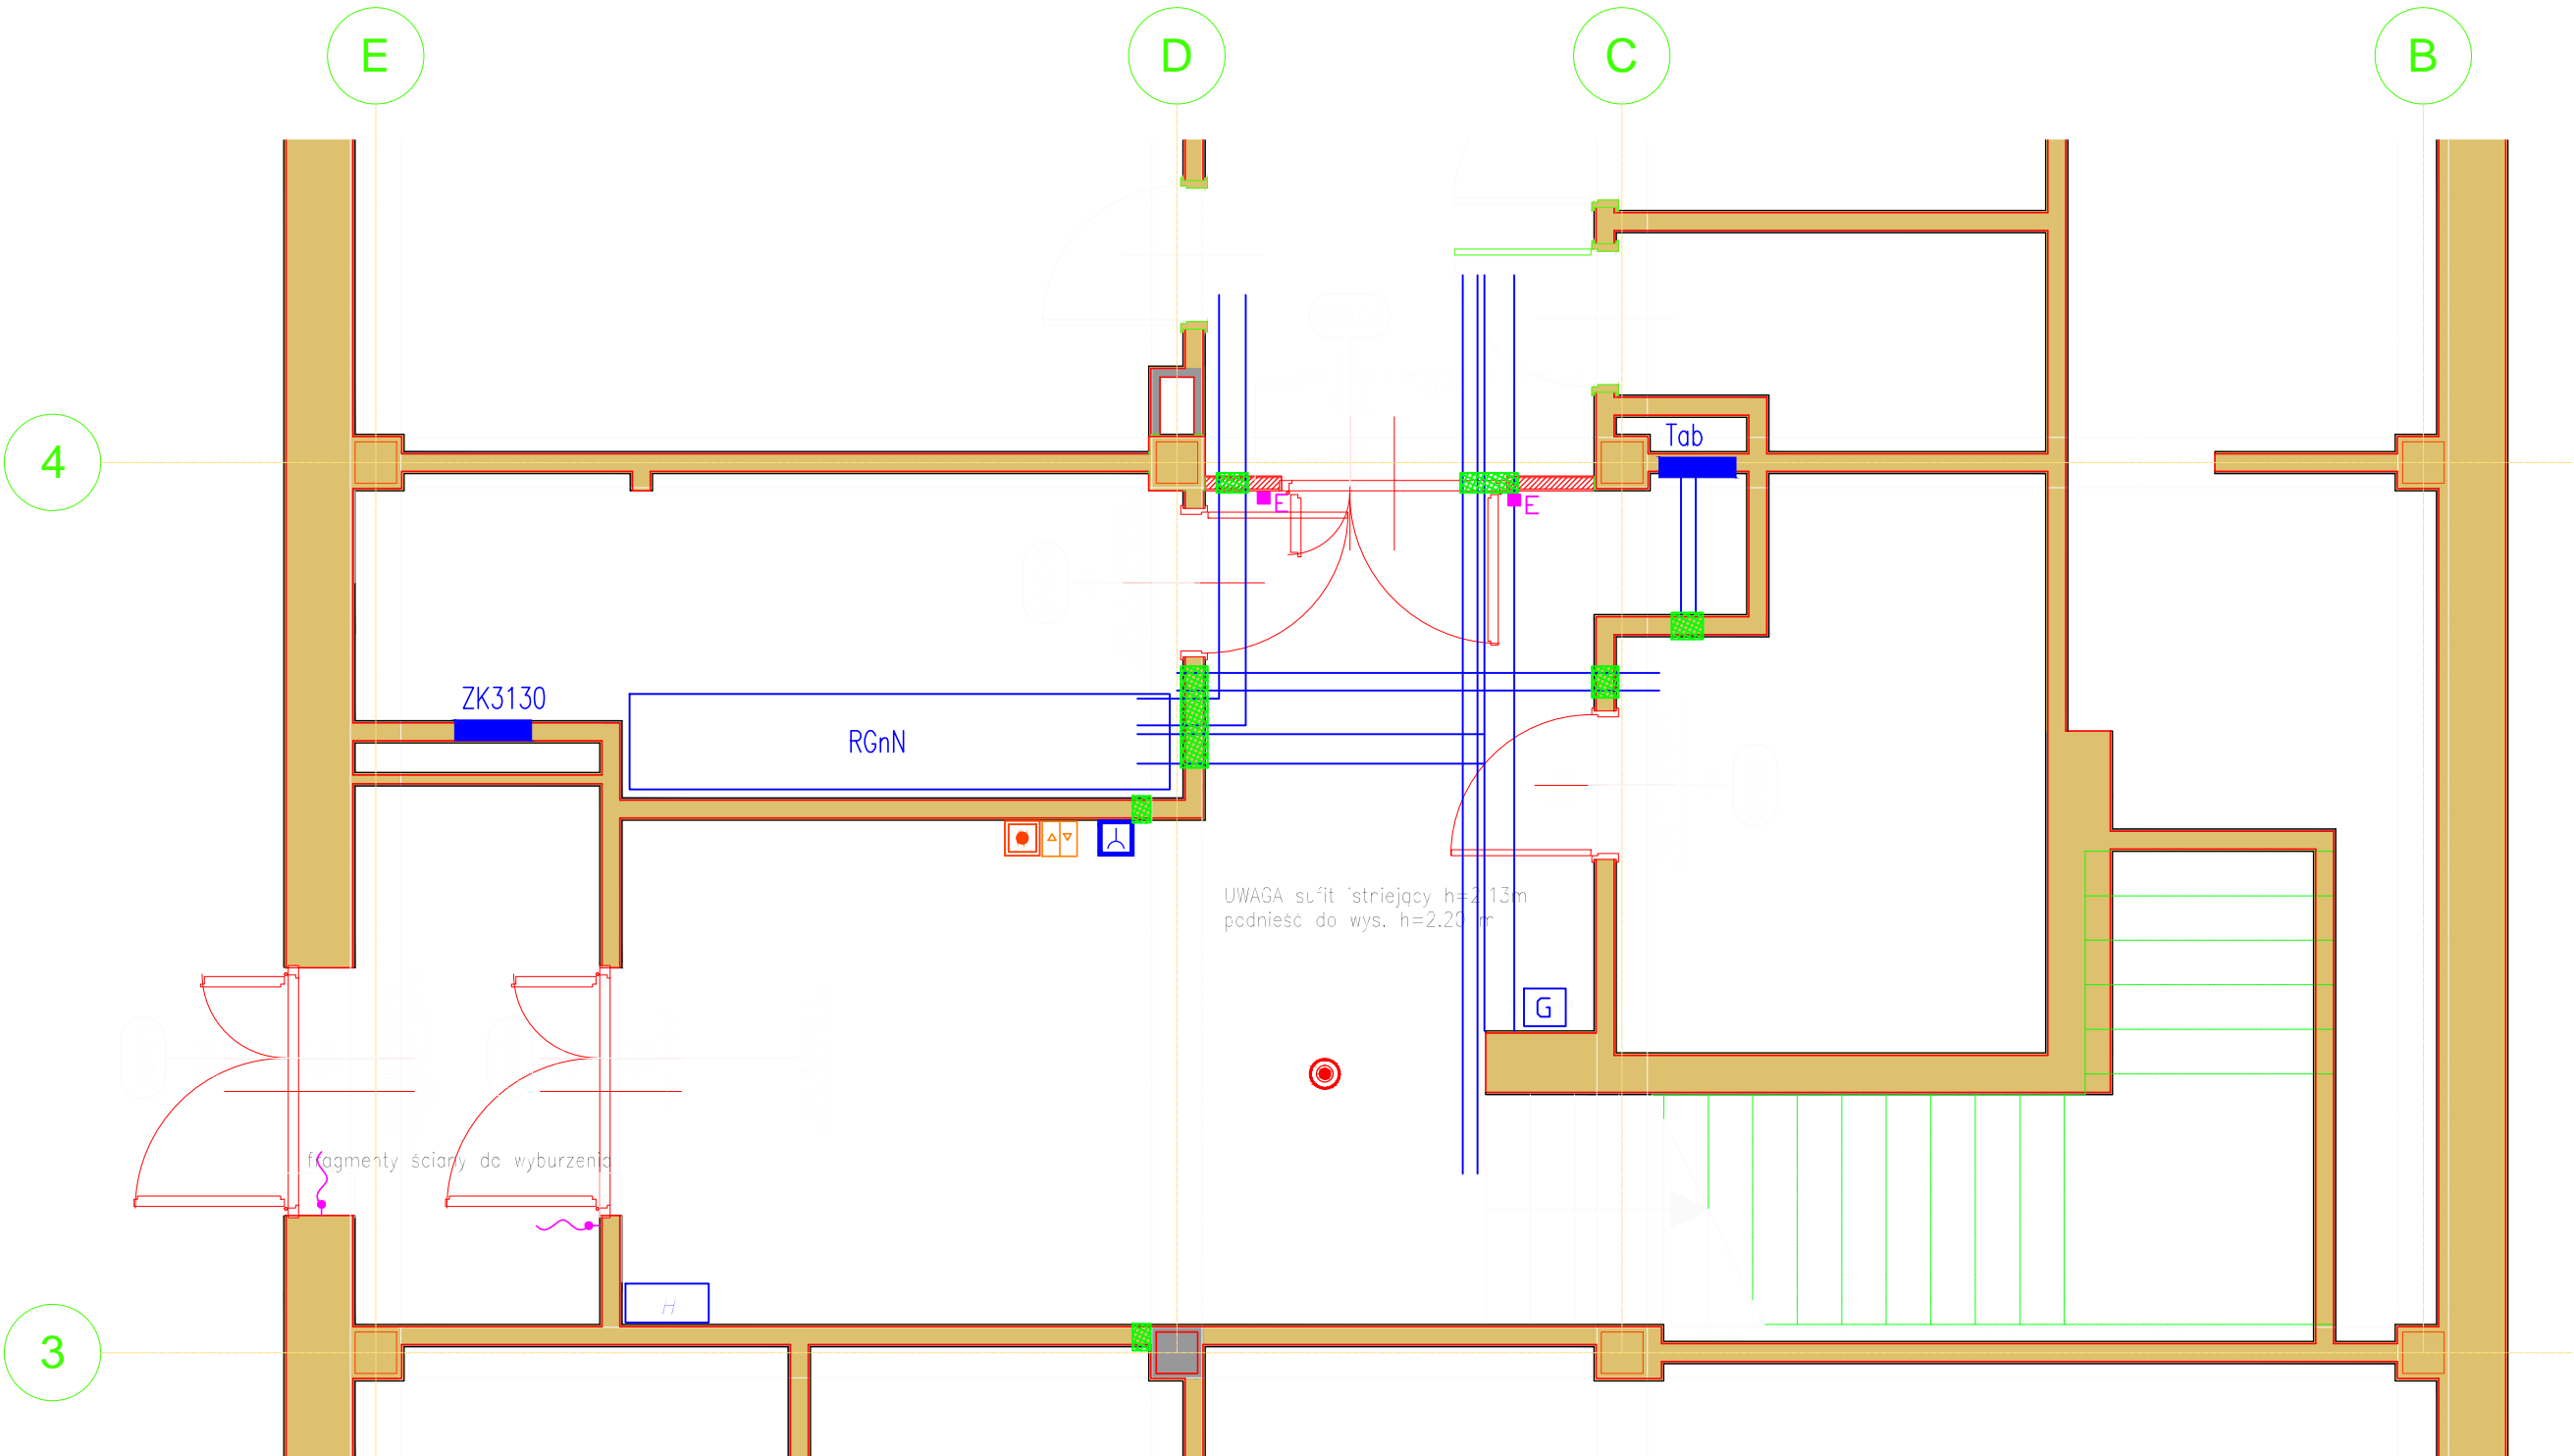 E D C B
4
Tab
E E
ZK3130
RGnN
UWAGA sufit istniejący h=2.13m
podnieść do wys. h=2.20 m
G
fragmenty ściany do wyburzenia
H
3